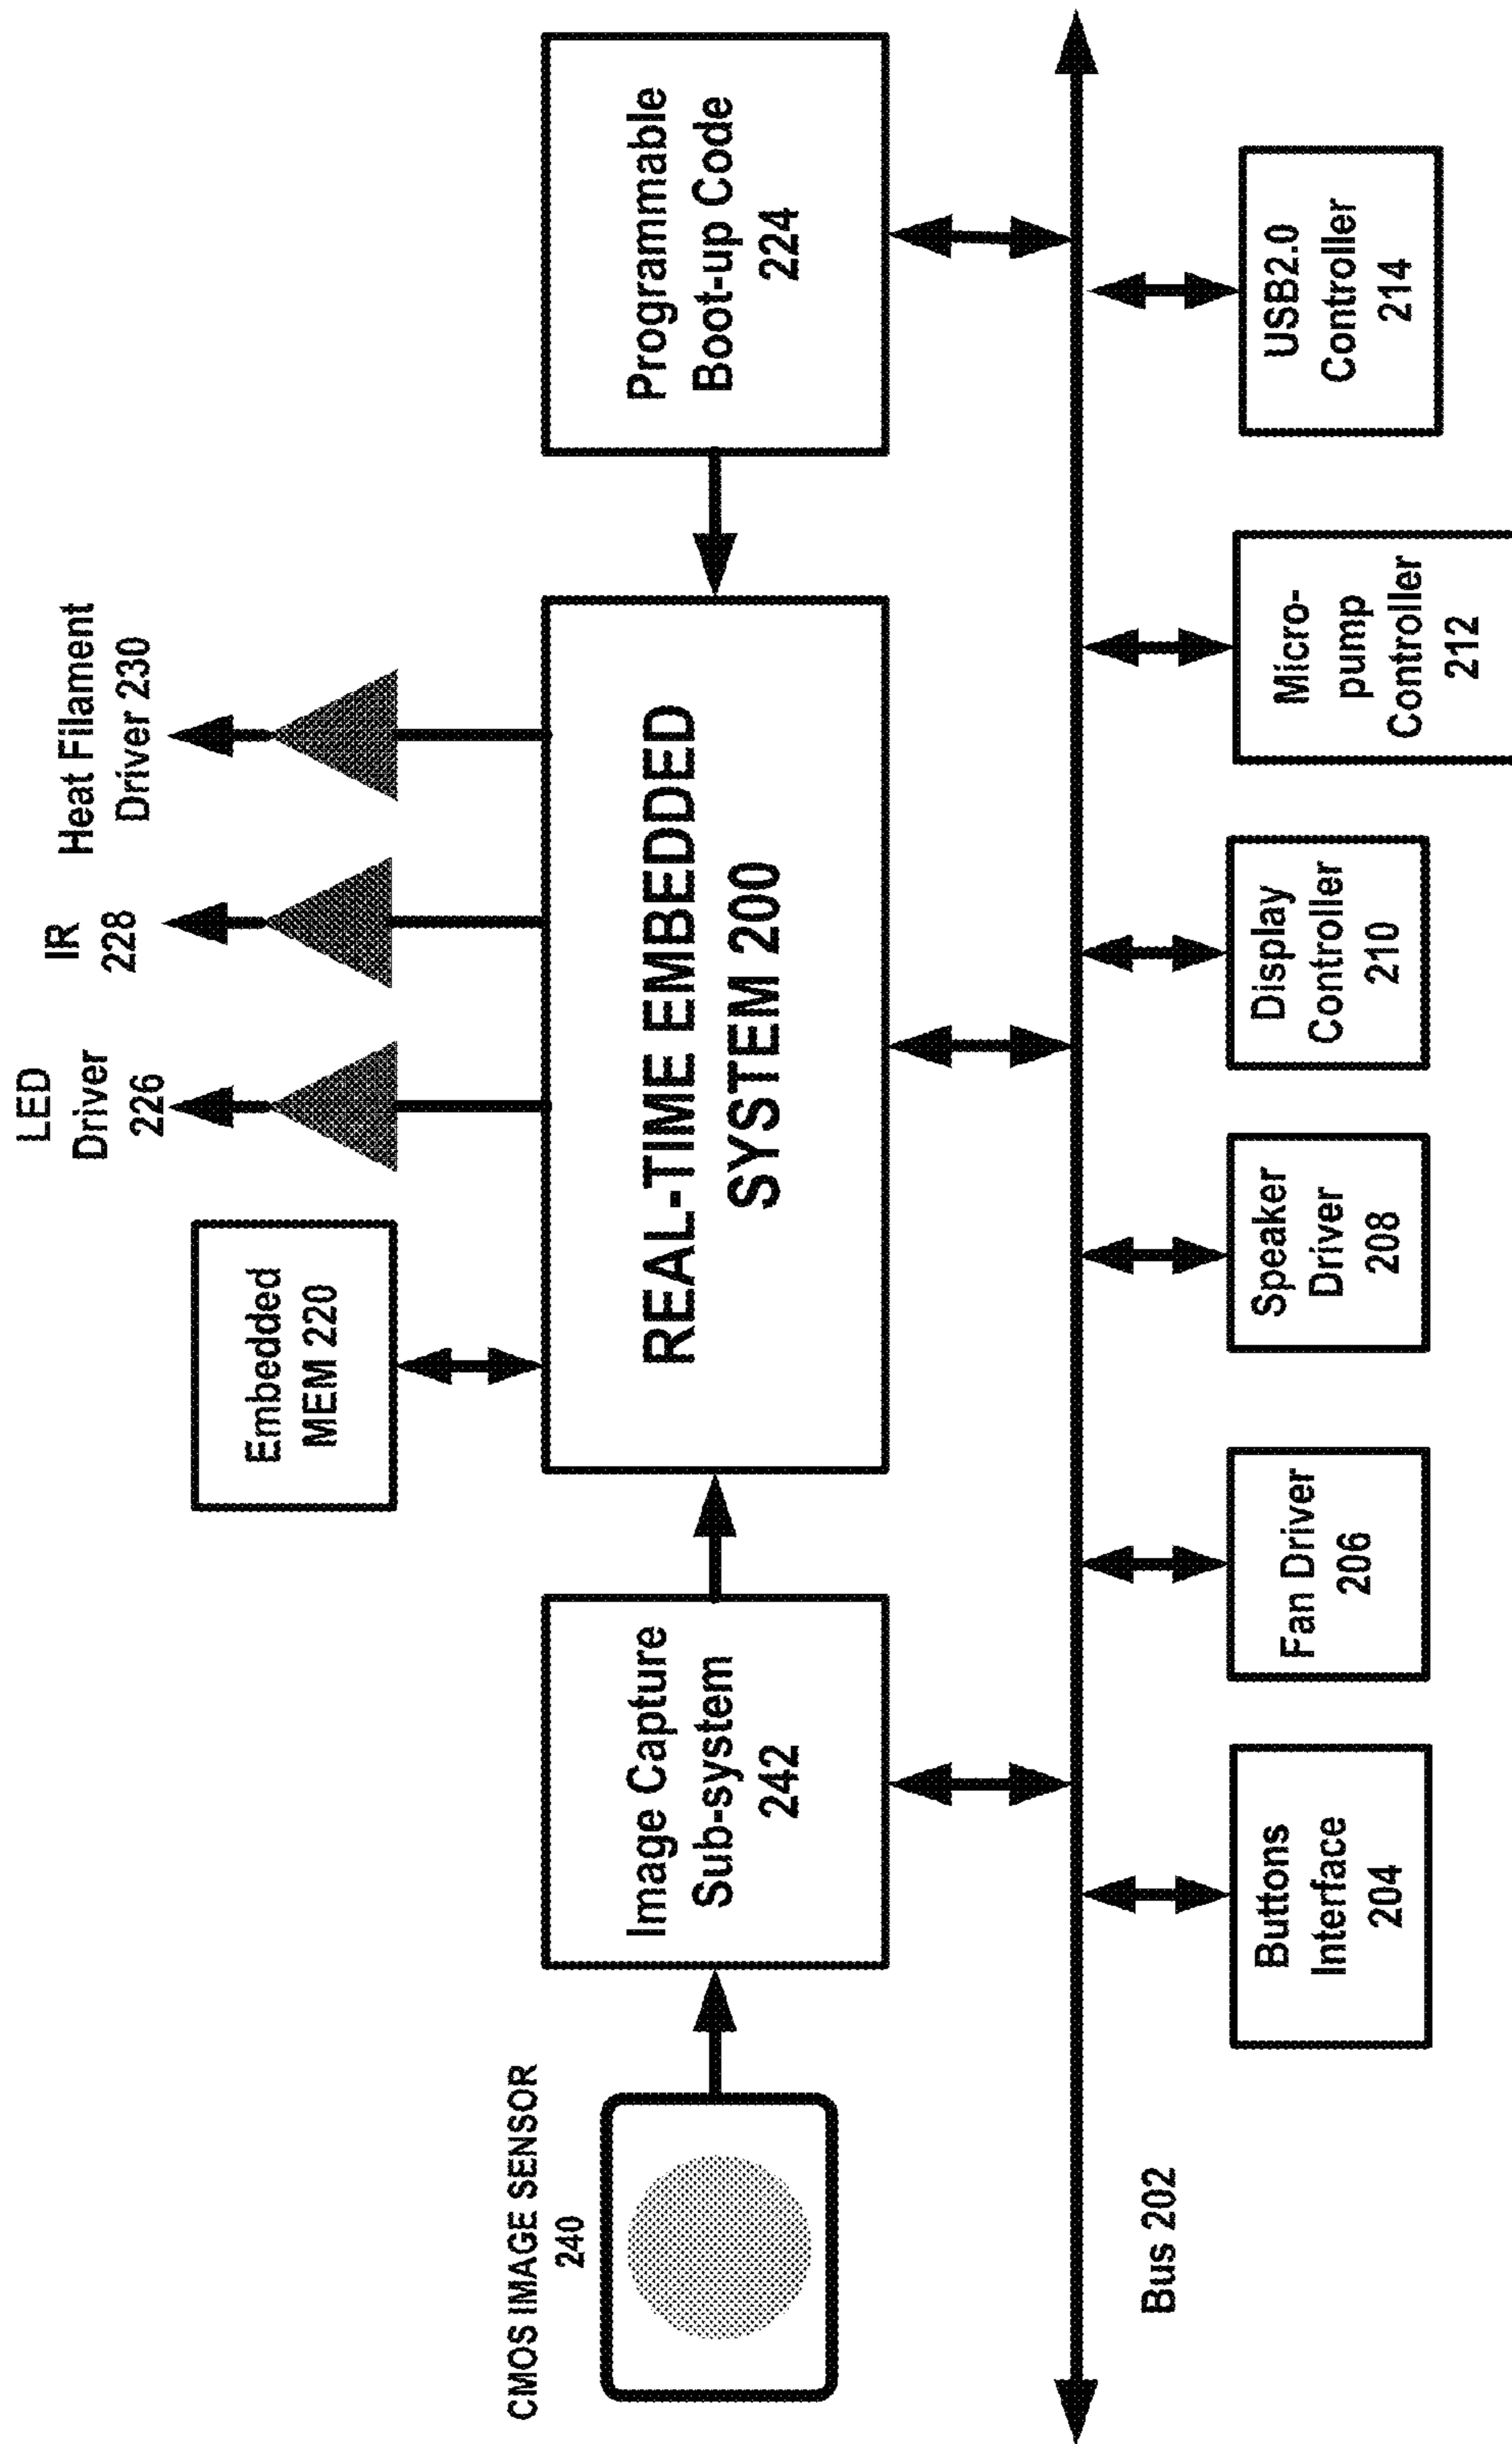 LED
Driver
226
IR
228
Heat Filament
Driver 230
Embedded
MEM 220
CMOS IMAGE SENSOR
240
Image Capture
Sub-system
242
REAL-TIME EMBEDDED
SYSTEM 200
Programmable
Boot-up Code
224
Bus 202
Buttons
Interface
204
Fan Driver
206
Speaker
Driver
208
Display
Controller
210
Micro-
pump
Controller
212
USB2.0
Controller
214